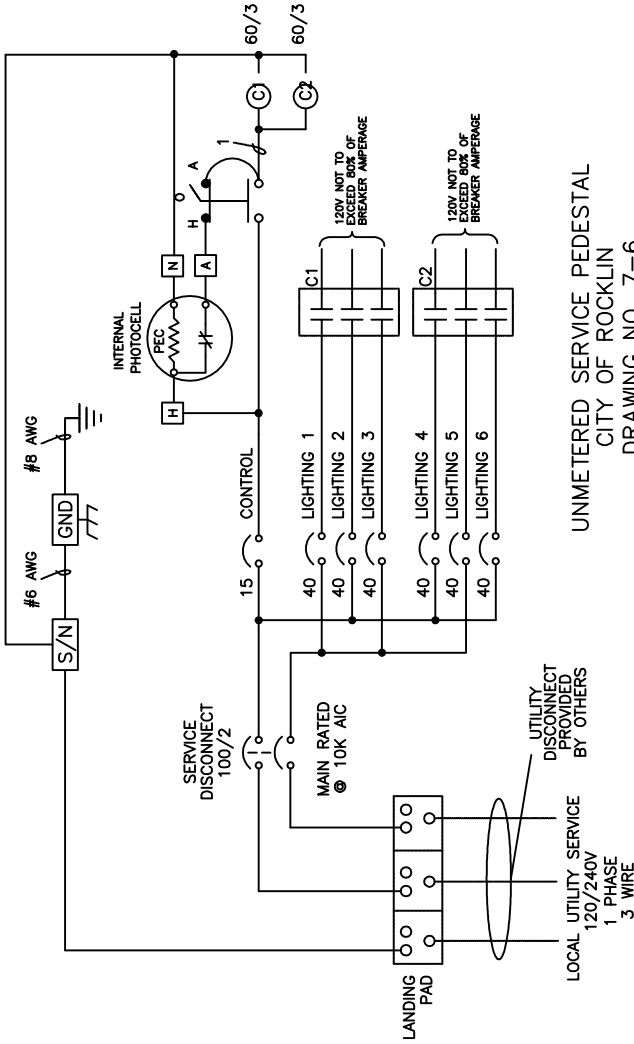 60/3
60/3
C1
C2
1
A
O
H
N
A
INTERNAL
PHOTOCELL
PEC
H
#8 AWG
GND
#6 AWG
S/N
120V NOT TO
EXCEED 80% OF
BREAKER AMPERAGE
120V NOT TO
EXCEED 80% OF
BREAKER AMPERAGE
C1
C2
15
CONTROL
40
LIGHTING 1
40
LIGHTING 2
40
LIGHTING 3
40
LIGHTING 4
40
LIGHTING 5
40
LIGHTING 6
SERVICE
DISCONNECT
100/2
MAIN RATED
@ 10K AIC
LANDING
PAD
UTILITY
DISCONNECT
PROVIDED
BY OTHERS
LOCAL UTILITY SERVICE
120/240V
1 PHASE
3 WIRE
UNMETERED SERVICE PEDESTAL
CITY OF ROCKLIN
DRAWING NO. 7-6